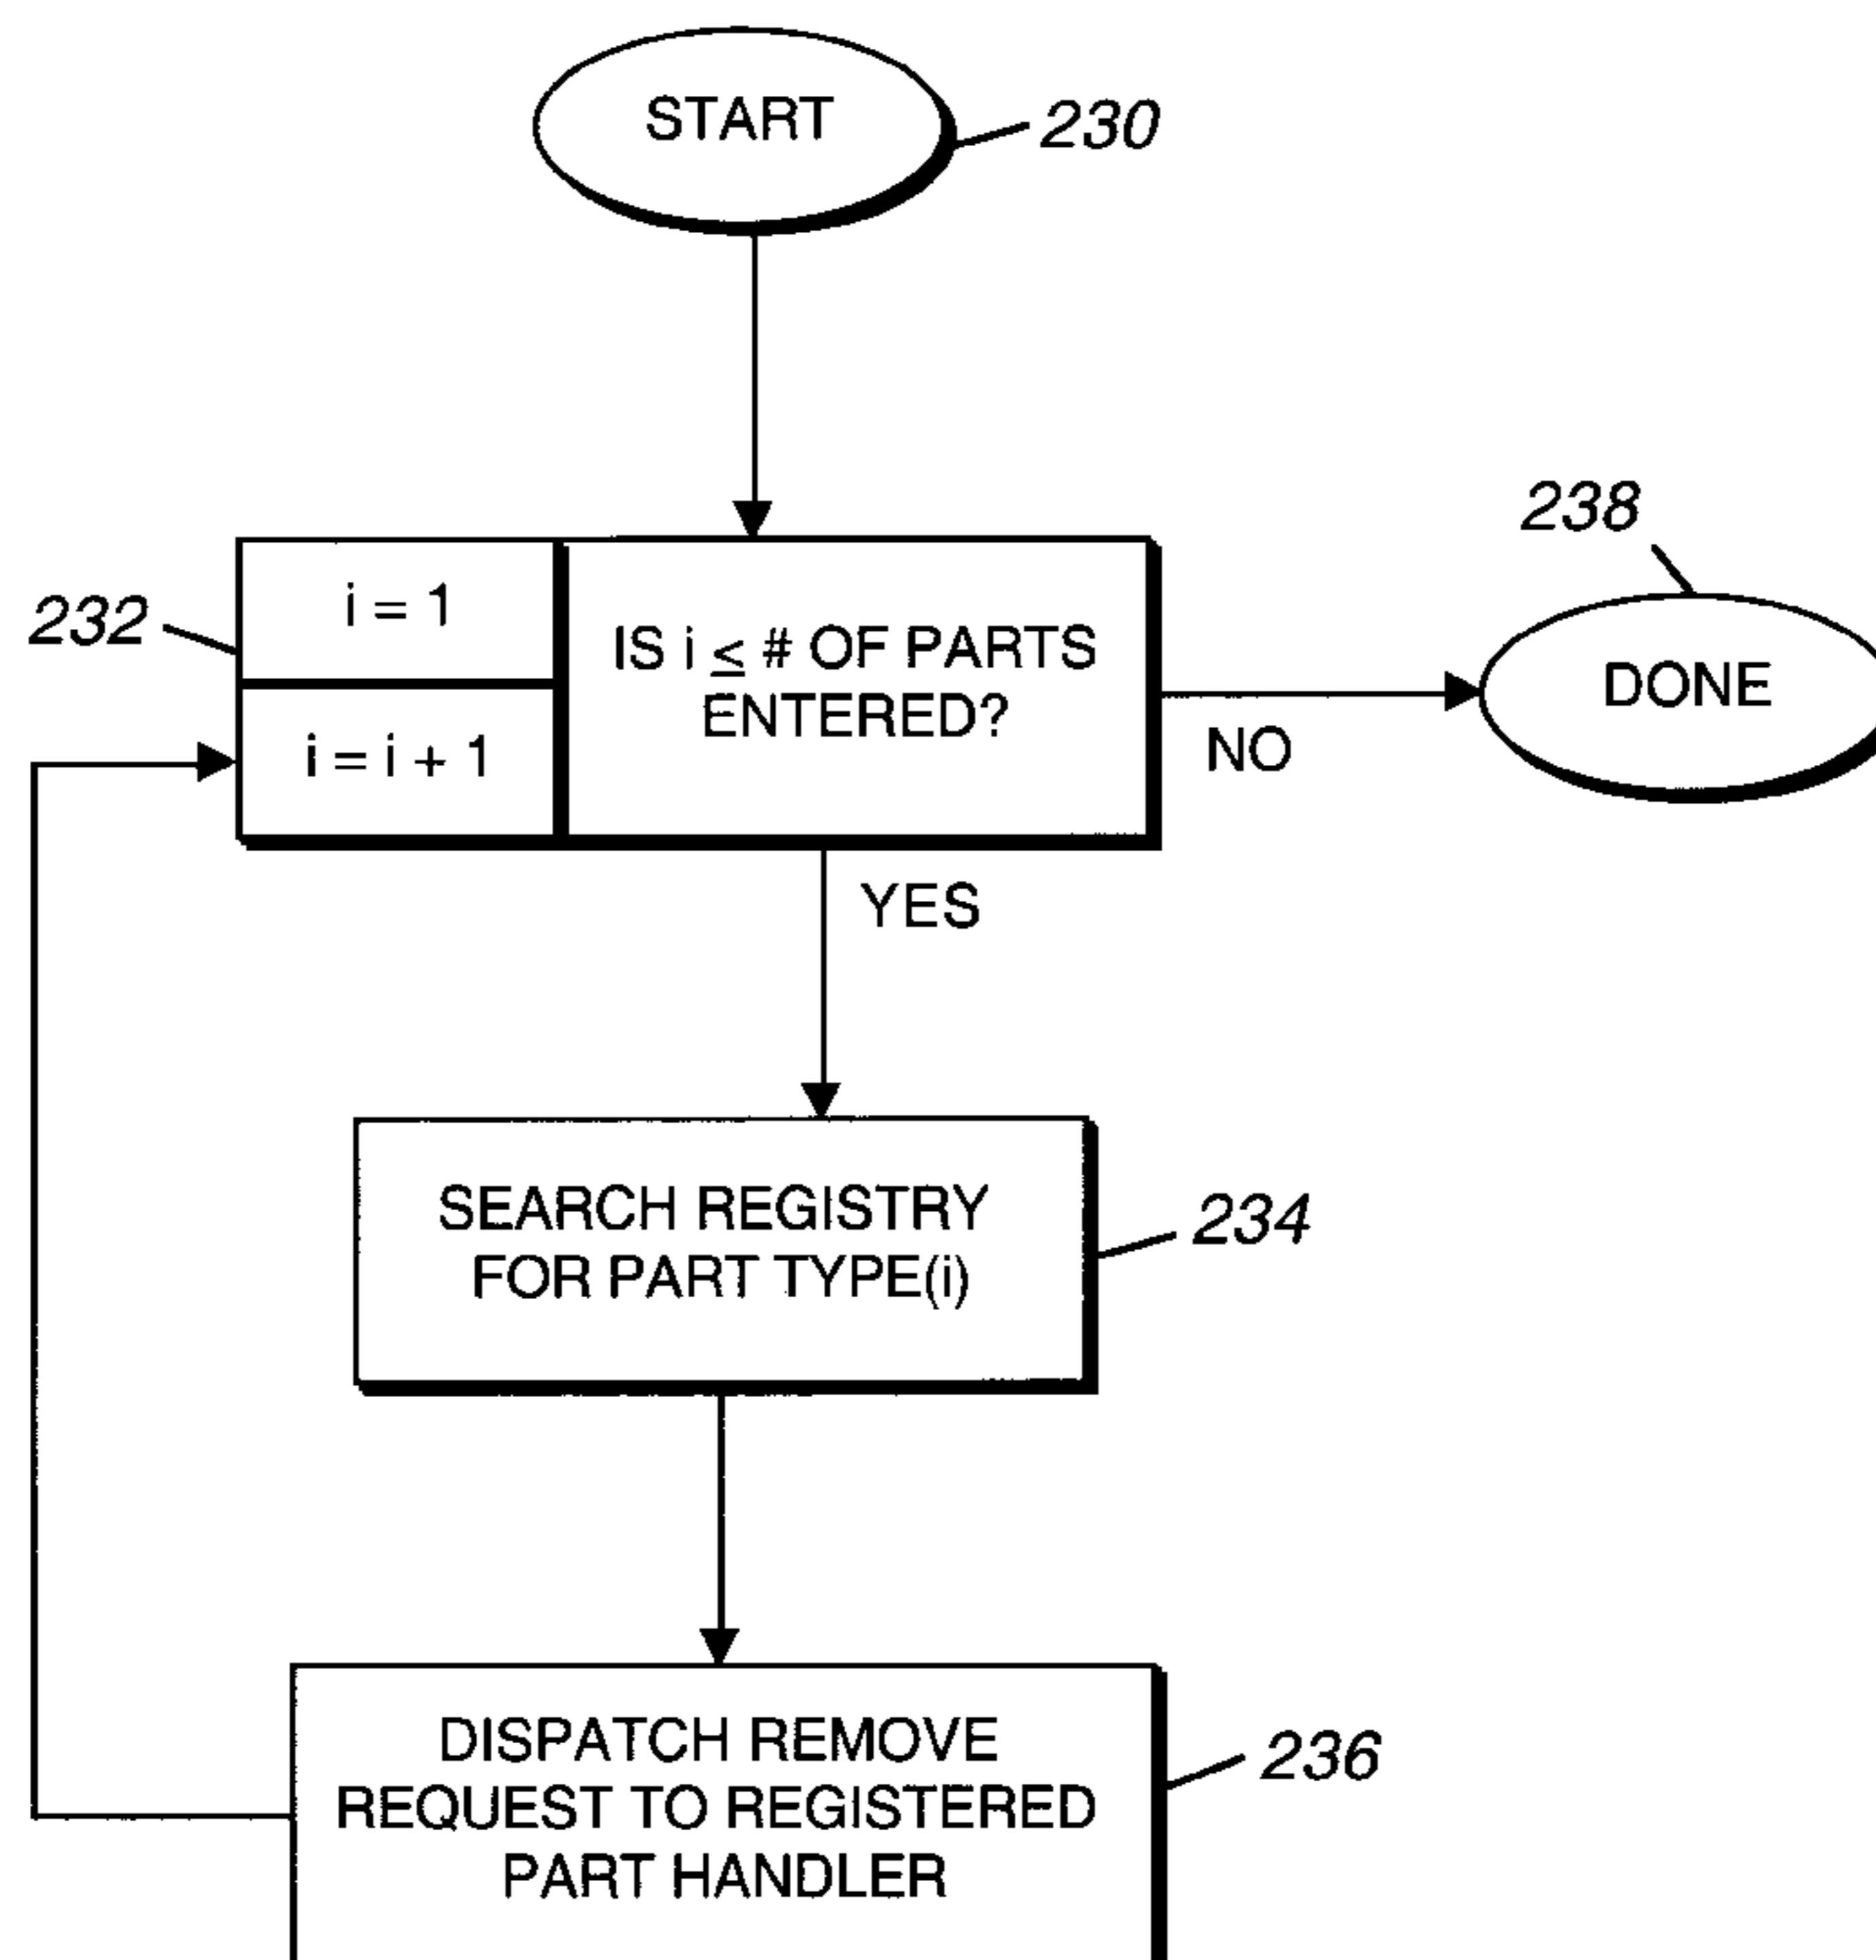 START
230
238
232
i = 1
IS i ≤ # OF PARTS
ENTERED?
DONE
i = i + 1
NO
YES
SEARCH REGISTRY
FOR PART TYPE(i)
234
DISPATCH REMOVE
REQUEST TO REGISTERED
PART HANDLER
236